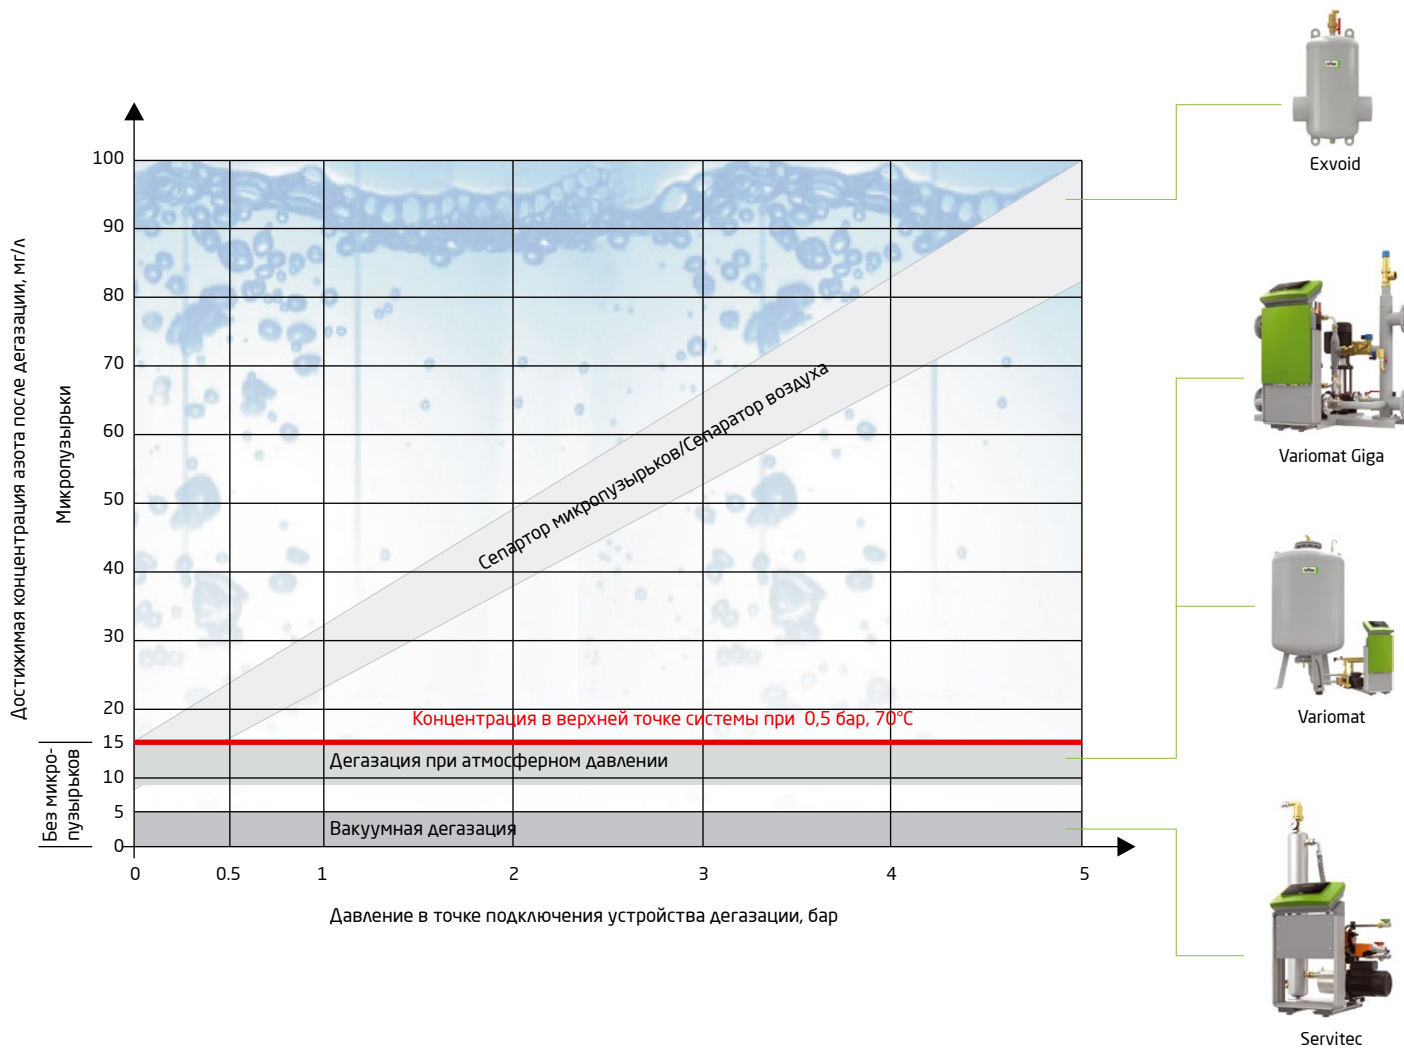 Достижимая концентрация азота после дегазации, мг/л
Микропузырьки
Без микро-
пузырьков
100
90
80
70
60
50
40
30
20
15
10
5
0
Сепартор микропузырьков/Сепаратор воздуха
Концентрация в верхней точке системы при 0,5 бар, 70°C
Дегазация при атмосферном давлении
Вакуумная дегазация
0 0.5 1 2 3 4 5
Давление в точке подключения устройства дегазации, бар
Exvoid
Variomat Giga
Variomat
Servitec